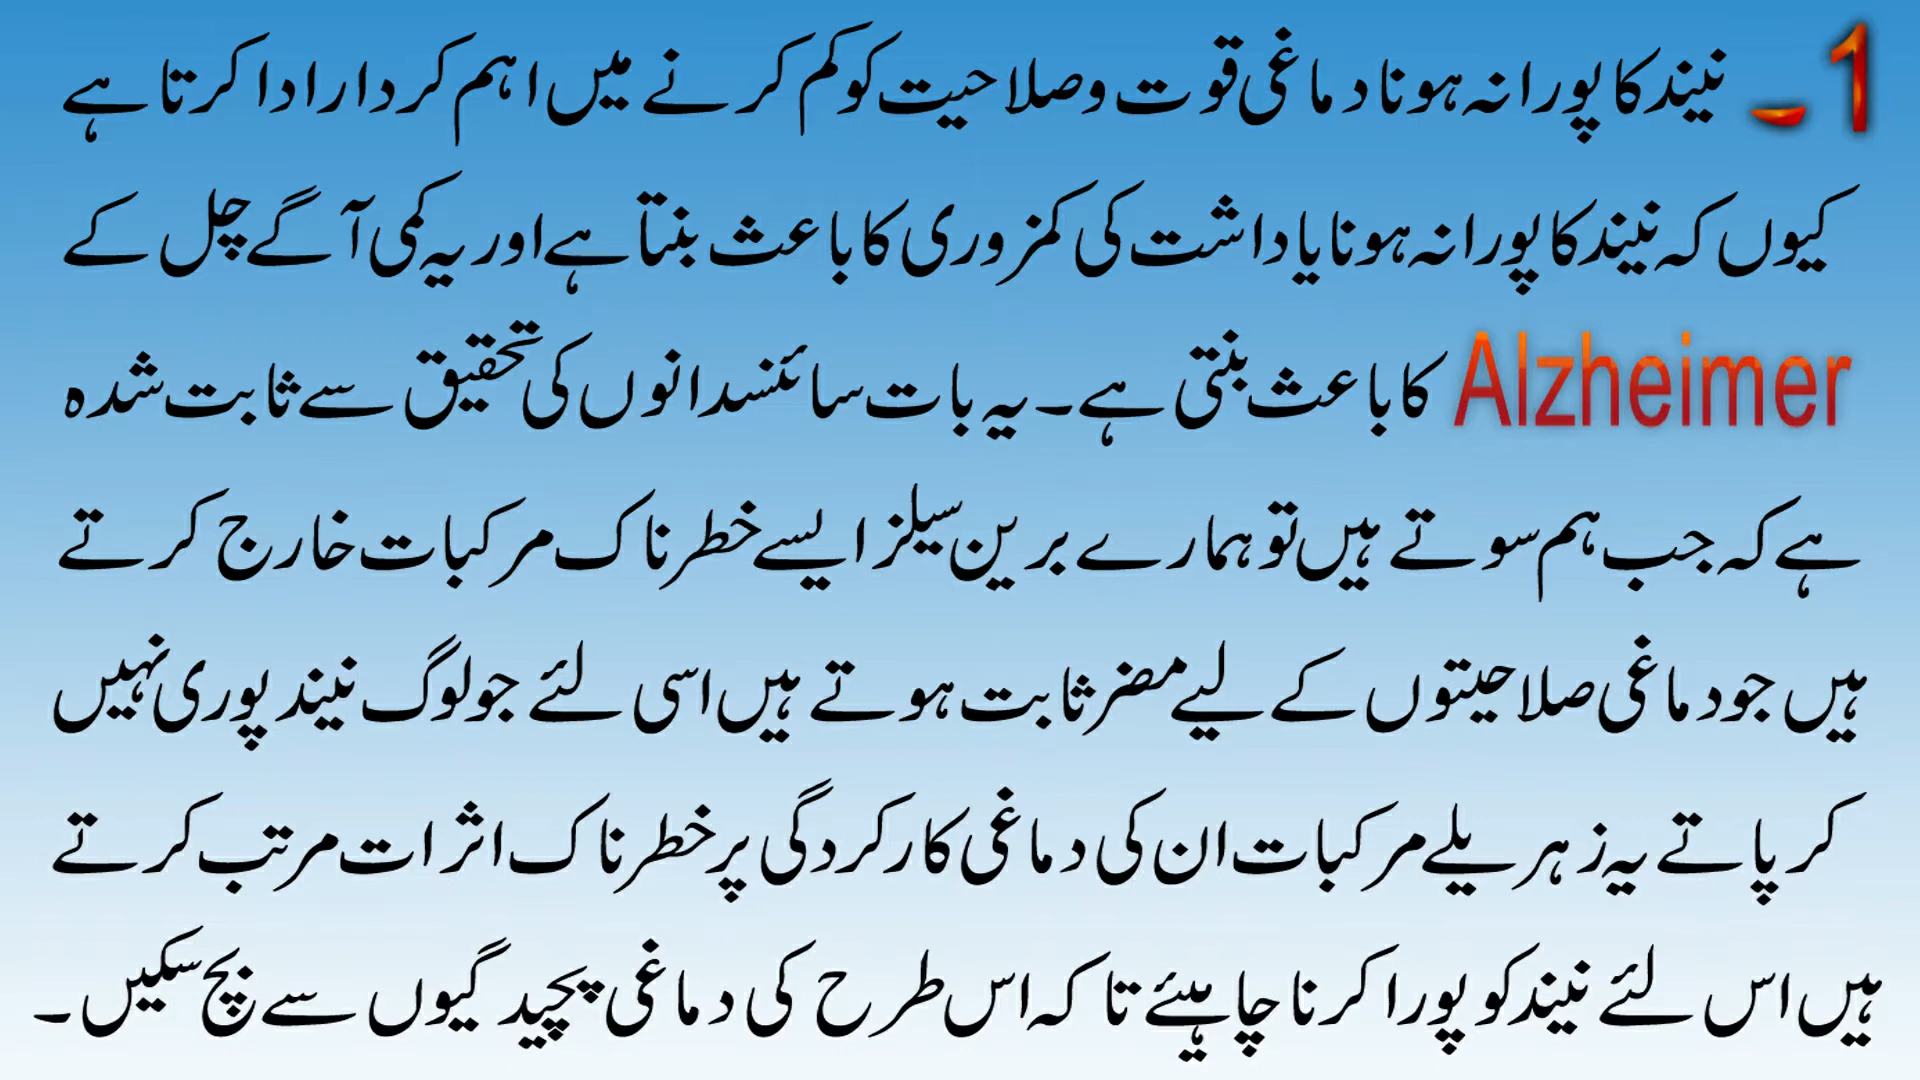 1۔ نیند کا پورا نہ ہونا دماغی قوت و صلاحیت کو کم کرنے میں اہم کردار ادا کرتا ہے
کیوں کہ نیند کا پورا نہ ہونا یاداشت کی کمزوری کا باعث بنتا ہے اور یہ کمی آگے چل کے
Alzheimer کا باعث بنتی ہے۔ یہ بات سائنسدانوں کی تحقیق سے ثابت شدہ
ہے کہ جب ہم سوتے ہیں تو ہمارے برین سیلز ایسے خطرناک مرکبات خارج کرتے
ہیں جو دماغی صلاحیتوں کے لیے مضر ثابت ہوتے ہیں اسی لئے جو لوگ نیند پوری نہیں
کر پاتے یہ زہریلے مرکبات ان کی دماغی کارکردگی پر خطرناک اثرات مرتب کرتے
ہیں اس لئے نیند کو پورا کرنا چاہیئے تا کہ اس طرح کی دماغی پیچیدگیوں سے بچ سکیں۔